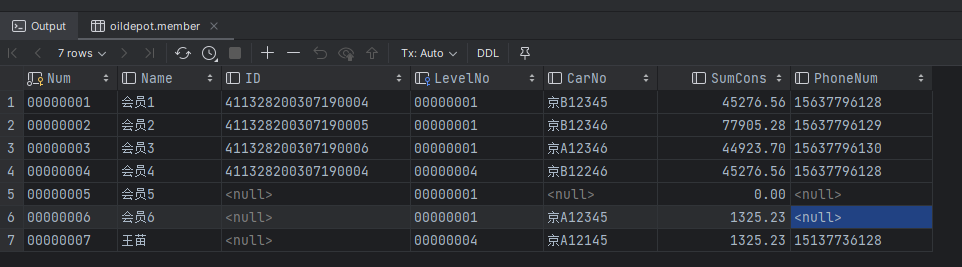 Output oildepot.member
7 rows Tx: Auto DDL
Num Name ID LevelNo CarNo SumCons PhoneNum
1 00000001 会员1 411328200307190004 00000001 京B12345 45276.56 15637796128
2 00000002 会员2 411328200307190005 00000001 京B12346 77905.28 15637796129
3 00000003 会员3 411328200307190006 00000001 京A12346 44923.70 15637796130
4 00000004 会员4 411328200307190004 00000004 京B12246 45276.56 15637796128
5 00000005 会员5 <null> 00000001 <null> 0.00 <null>
6 00000006 会员6 <null> 00000001 京A12345 1325.23 <null>
7 00000007 王苗 <null> 00000004 京A12145 1325.23 15137736128